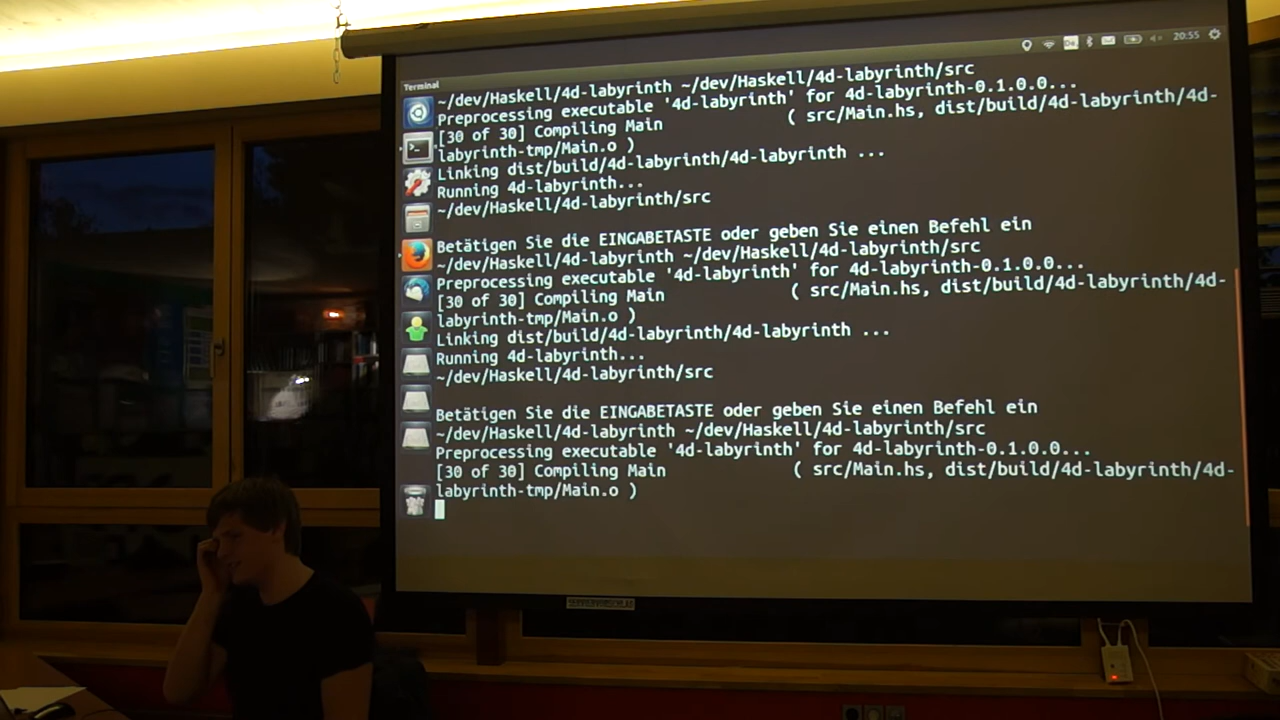 20:55
De
Terminal
~/dev/Haskell/4d-labyrinth ~/dev/Haskell/4d-labyrinth/src
Preprocessing executable '4d-labyrinth' for 4d-labyrinth-0.1.0.0...
[30 of 30] Compiling Main ( src/Main.hs, dist/build/4d-labyrinth/4d-
labyrinth-tmp/Main.o )
Linking dist/build/4d-labyrinth/4d-labyrinth ...
Running 4d-labyrinth...
~/dev/Haskell/4d-labyrinth/src
Betätigen Sie die EINGABETASTE oder geben Sie einen Befehl ein
~/dev/Haskell/4d-labyrinth ~/dev/Haskell/4d-labyrinth/src
Preprocessing executable '4d-labyrinth' for 4d-labyrinth-0.1.0.0...
[30 of 30] Compiling Main ( src/Main.hs, dist/build/4d-labyrinth/4d-
labyrinth-tmp/Main.o )
Linking dist/build/4d-labyrinth/4d-labyrinth ...
Running 4d-labyrinth...
~/dev/Haskell/4d-labyrinth/src
Betätigen Sie die EINGABETASTE oder geben Sie einen Befehl ein
~/dev/Haskell/4d-labyrinth ~/dev/Haskell/4d-labyrinth/src
Preprocessing executable '4d-labyrinth' for 4d-labyrinth-0.1.0.0...
[30 of 30] Compiling Main ( src/Main.hs, dist/build/4d-labyrinth/4d-
labyrinth-tmp/Main.o )